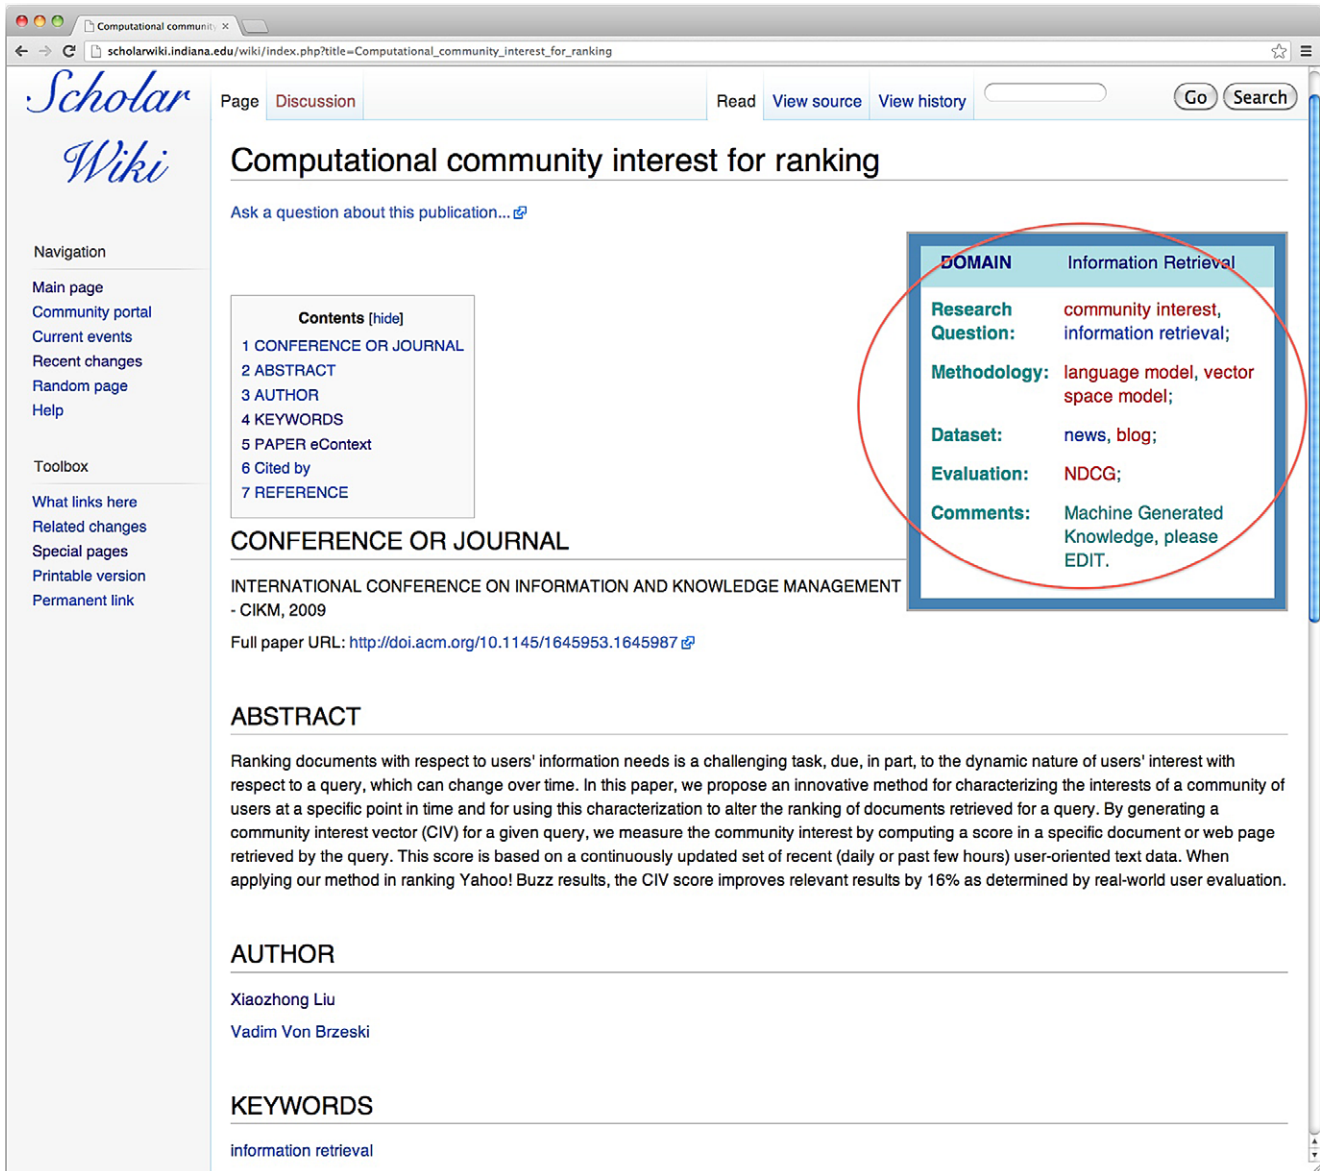 Computational communit
scholarwiki.indiana.edu/wiki/index.php?title=Computational_community_interest_for_ranking
Scholar
Wiki
Page Discussion Read View source View history Go Search
Computational community interest for ranking
Ask a question about this publication...
Navigation
Main page
Community portal
Current events
Recent changes
Random page
Help
Toolbox
What links here
Related changes
Special pages
Printable version
Permanent link
Contents [hide]
1 CONFERENCE OR JOURNAL
2 ABSTRACT
3 AUTHOR
4 KEYWORDS
5 PAPER eContext
6 Cited by
7 REFERENCE
DOMAIN Information Retrieval
Research Question: community interest,
information retrieval;
Methodology: language model, vector
space model;
Dataset: news, blog;
Evaluation: NDCG;
Comments: Machine Generated
Knowledge, please
EDIT.
CONFERENCE OR JOURNAL
INTERNATIONAL CONFERENCE ON INFORMATION AND KNOWLEDGE MANAGEMENT
- CIKM, 2009
Full paper URL: http://doi.acm.org/10.1145/1645953.1645987
ABSTRACT
Ranking documents with respect to users' information needs is a challenging task, due, in part, to the dynamic nature of users' interest with
respect to a query, which can change over time. In this paper, we propose an innovative method for characterizing the interests of a community of
users at a specific point in time and for using this characterization to alter the ranking of documents retrieved for a query. By generating a
community interest vector (CIV) for a given query, we measure the community interest by computing a score in a specific document or web page
retrieved by the query. This score is based on a continuously updated set of recent (daily or past few hours) user-oriented text data. When
applying our method in ranking Yahoo! Buzz results, the CIV score improves relevant results by 16% as determined by real-world user evaluation.
AUTHOR
Xiaozhong Liu
Vadim Von Brzeski
KEYWORDS
information retrieval